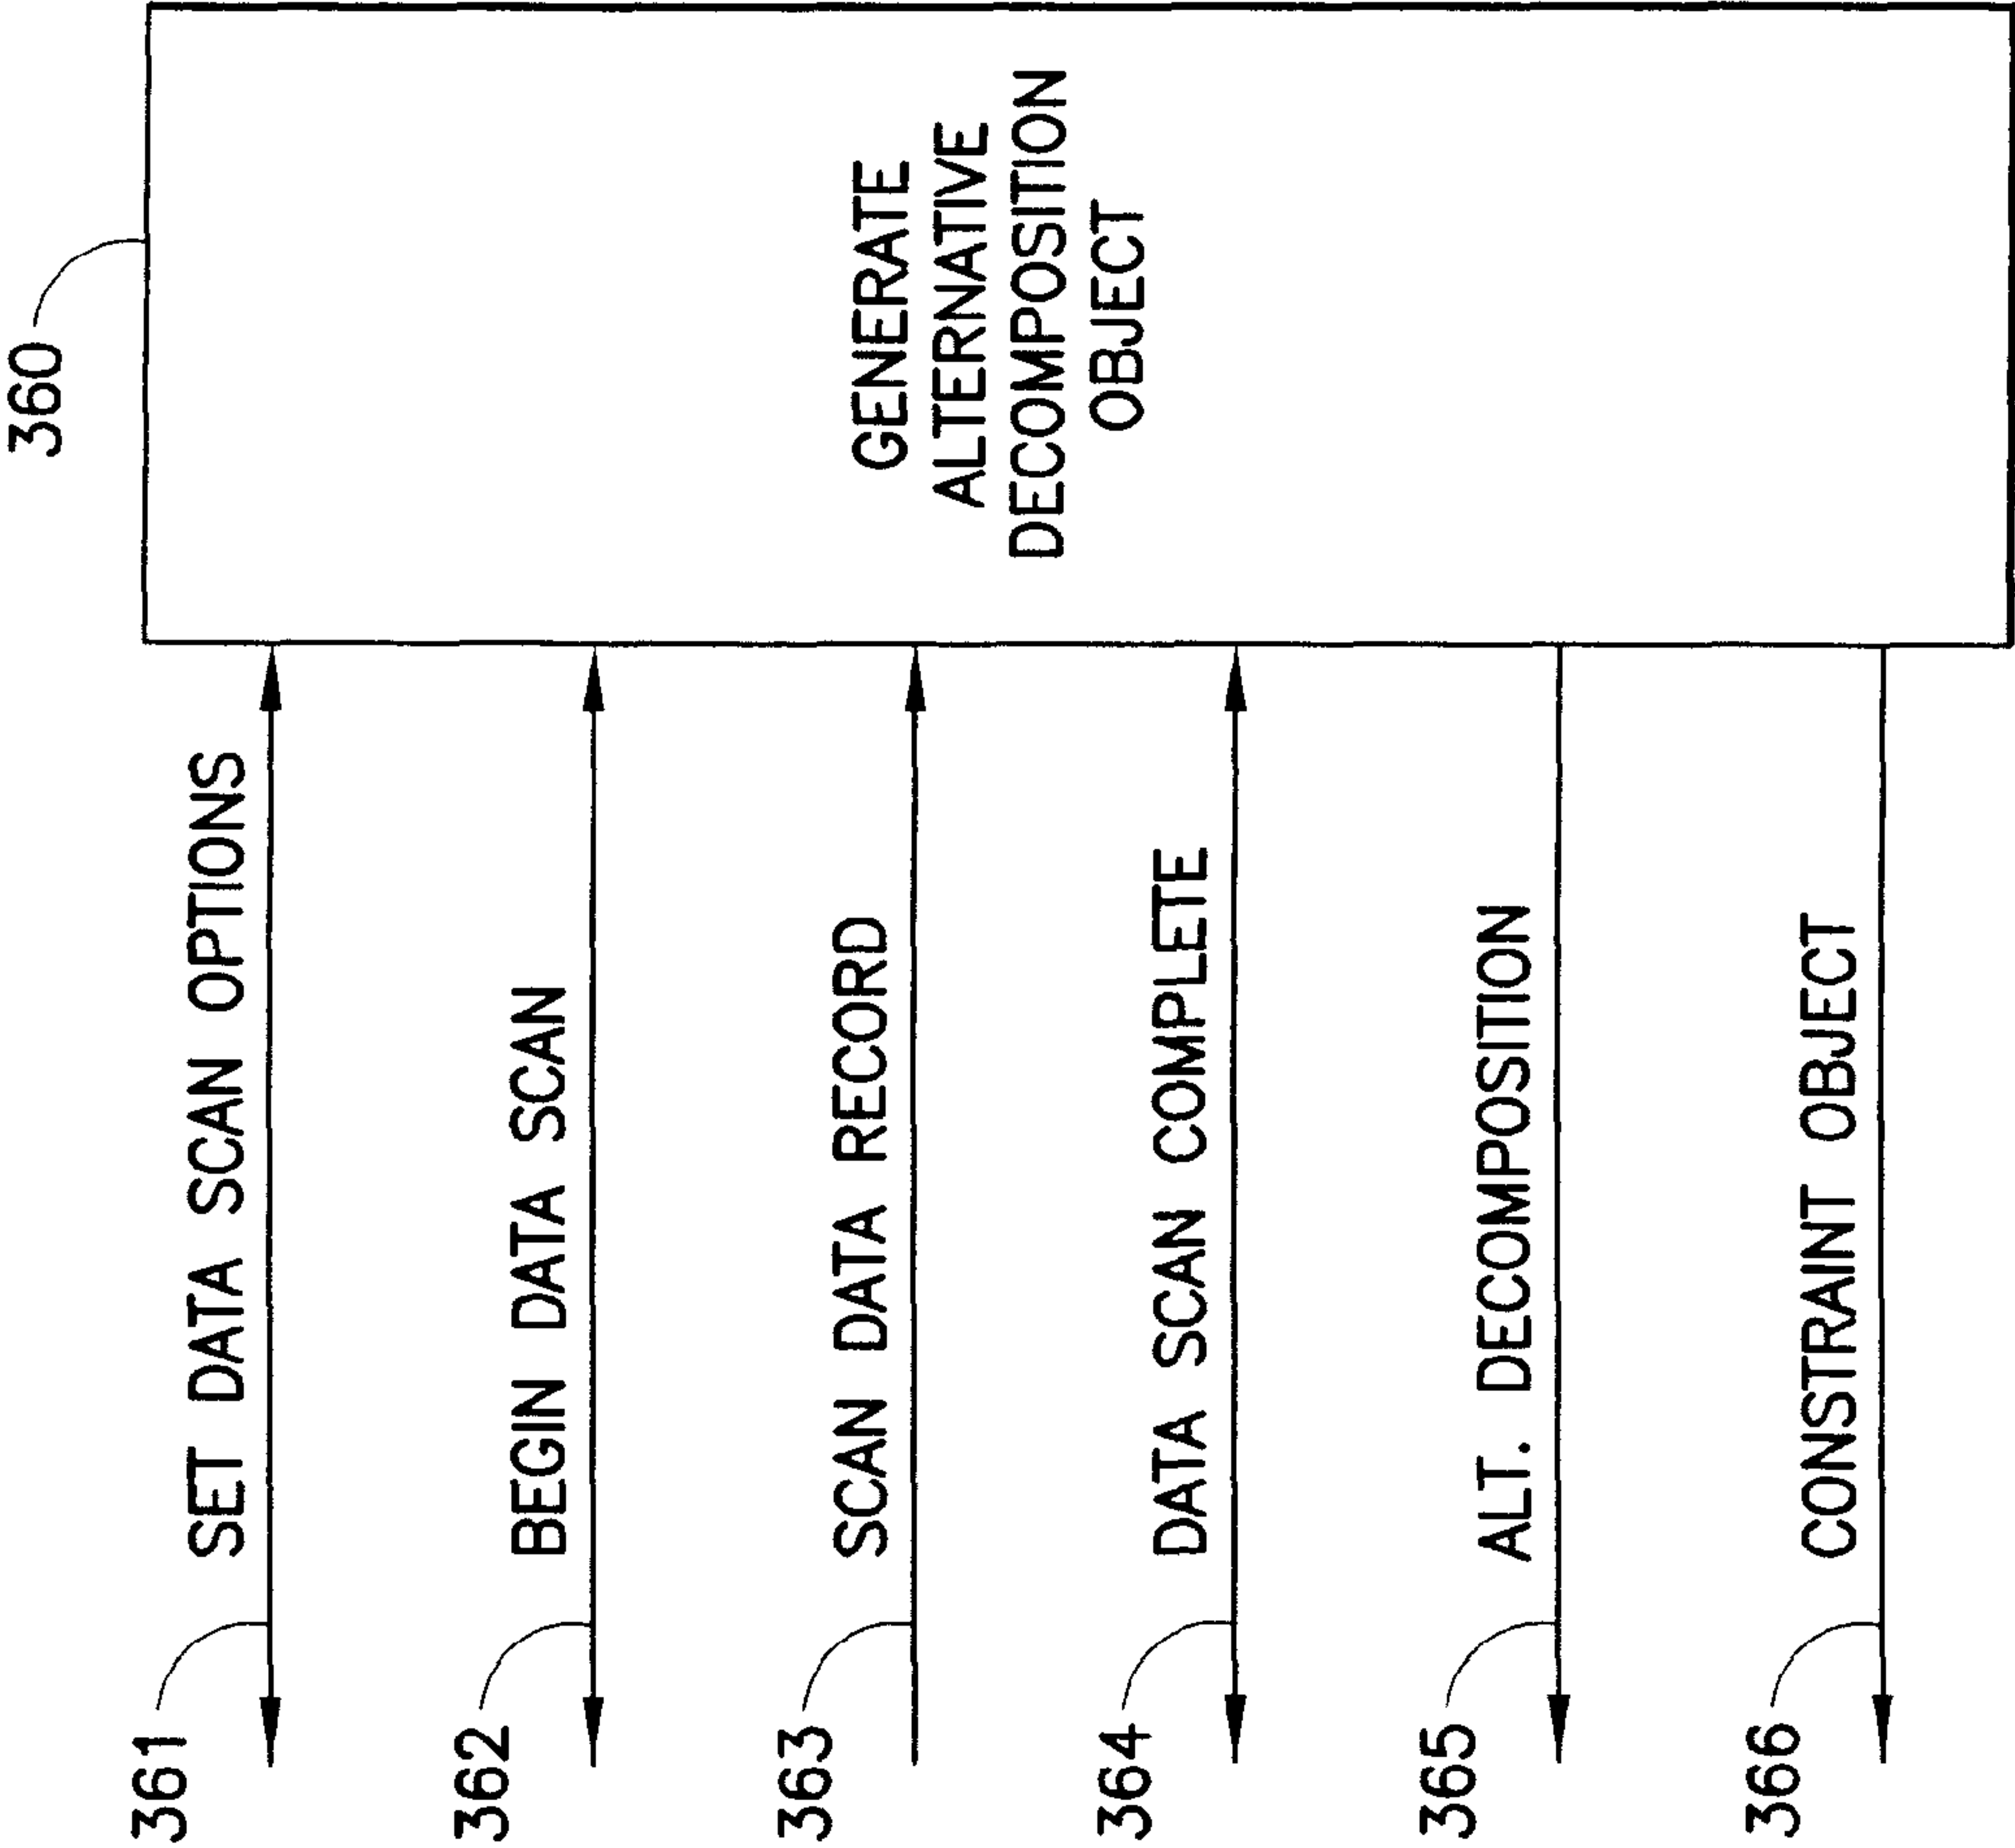 360
GENERATE
ALTERNATIVE
DECOMPOSITION
OBJECT
361
SET DATA SCAN OPTIONS
362
BEGIN DATA SCAN
363
SCAN DATA RECORD
364
DATA SCAN COMPLETE
365
ALT. DECOMPOSITION
366
CONSTRAINT OBJECT